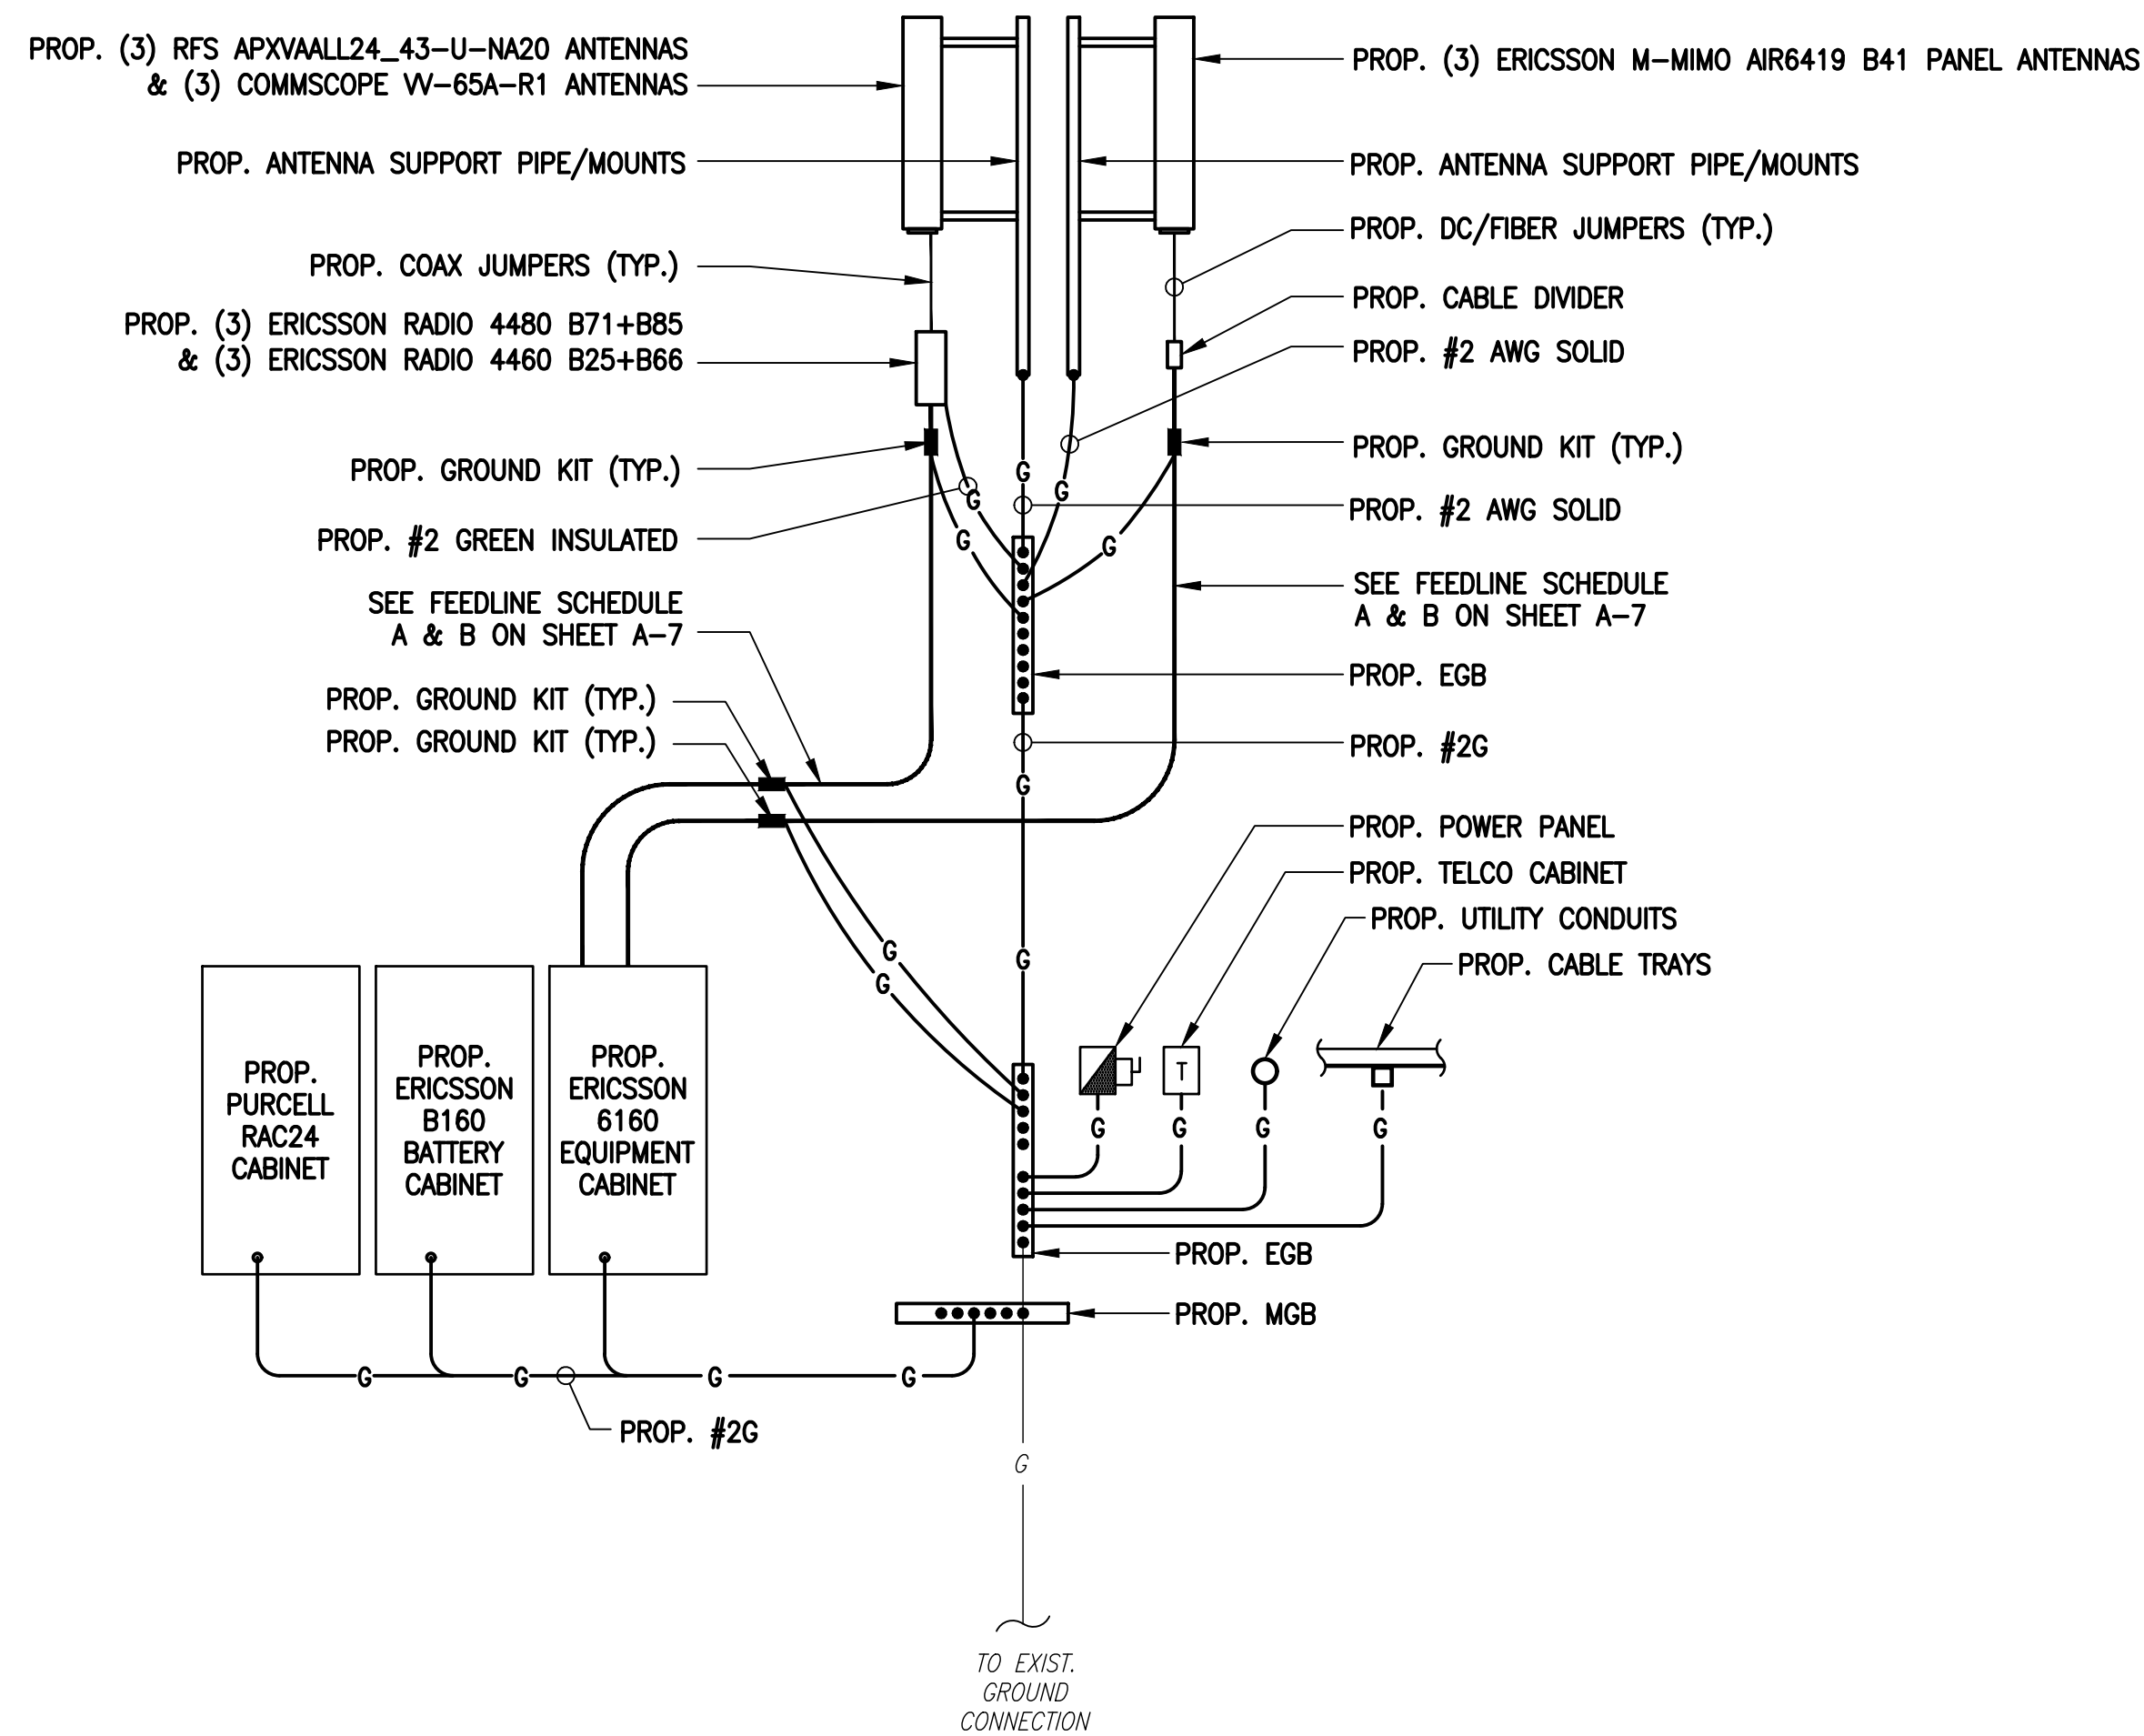 PROP. (3) RFS APXVAALL24_43-U-NA20 ANTENNAS
& (3) COMMSCOPE VV-65A-R1 ANTENNAS
PROP. ANTENNA SUPPORT PIPE/MOUNTS
PROP. COAX JUMPERS (TYP.)
PROP. (3) ERICSSON RADIO 4480 B71+B85
& (3) ERICSSON RADIO 4460 B25+B66
PROP. GROUND KIT (TYP.)
PROP. #2 GREEN INSULATED
SEE FEEDLINE SCHEDULE
A & B ON SHEET A-7
PROP. GROUND KIT (TYP.)
PROP. GROUND KIT (TYP.)
PROP. (3) ERICSSON M-MIMO AIR6419 B41 PANEL ANTENNAS
PROP. ANTENNA SUPPORT PIPE/MOUNTS
PROP. DC/FIBER JUMPERS (TYP.)
PROP. CABLE DIVIDER
PROP. #2 AWG SOLID
PROP. GROUND KIT (TYP.)
PROP. #2 AWG SOLID
SEE FEEDLINE SCHEDULE
A & B ON SHEET A-7
PROP. EGB
PROP. #2G
PROP. POWER PANEL
PROP. TELCO CABINET
PROP. UTILITY CONDUITS
PROP. CABLE TRAYS
G
G
G
G
G
G
G
G
G
T
G
G
G
G
PROP.
PURCELL
RAC24
CABINET
PROP.
ERICSSON
B160
BATTERY
CABINET
PROP.
ERICSSON
6160
EQUIPMENT
CABINET
PROP. EGB
PROP. MGB
G
G
G
G
PROP. #2G
G
TO EXIST.
GROUND
CONNECTION